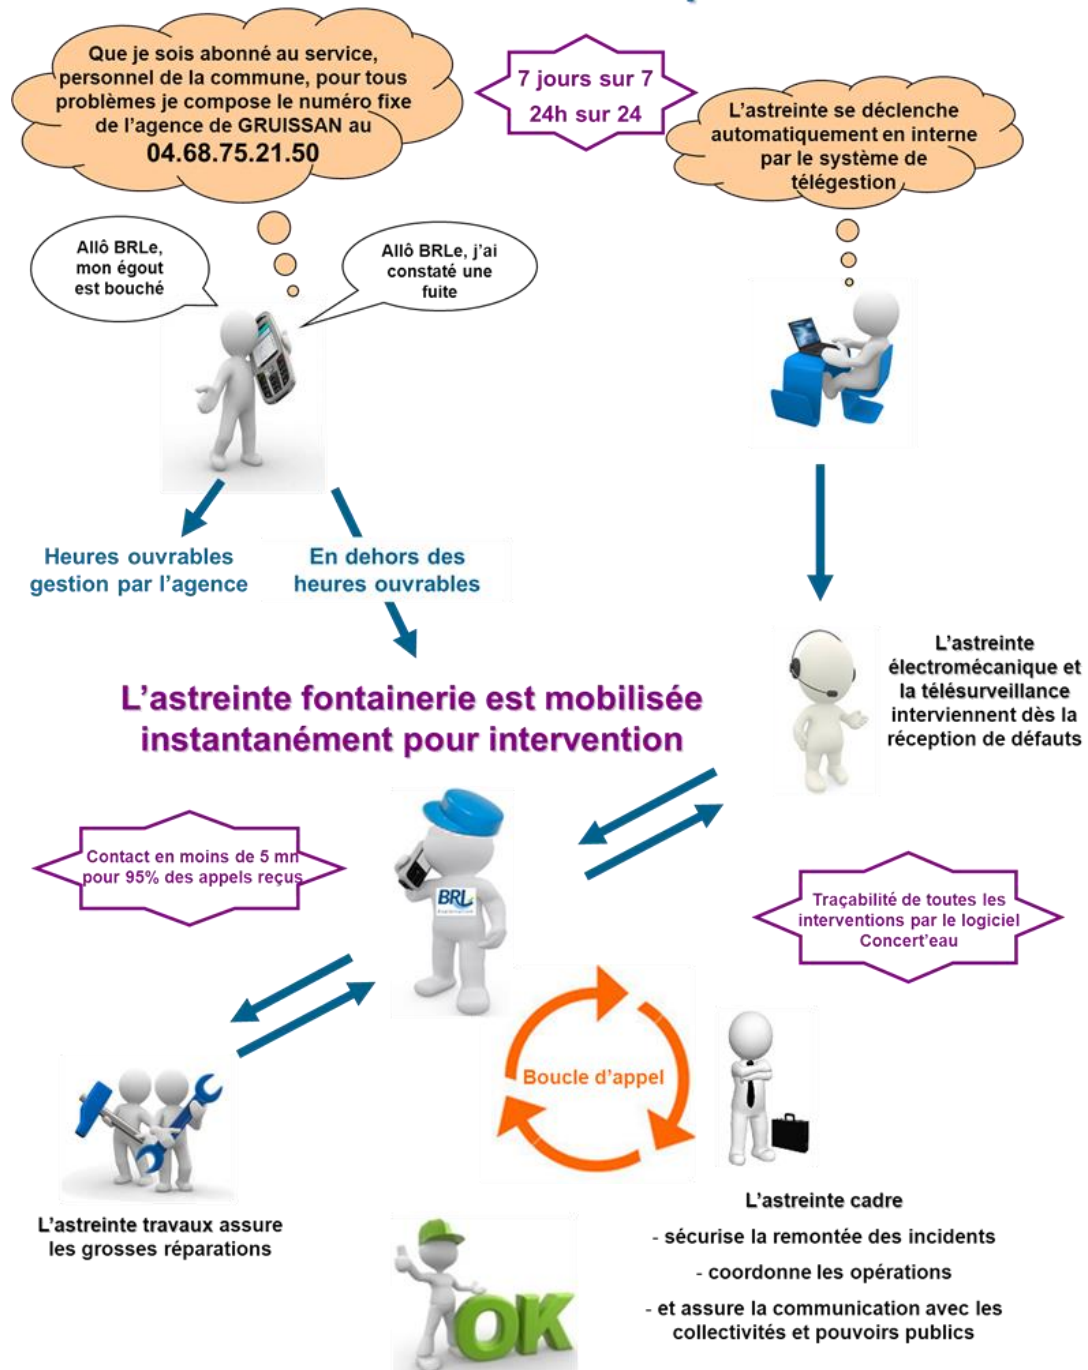 Que je sois abonné au service,
personnel de la commune, pour tous
problèmes je compose le numéro fixe
de l'agence de GRUISSAN au
04.68.75.21.50
7 jours sur 7
24h sur 24
L'astreinte se déclenche
automatiquement en interne
par le système de
télégestion
Allô BRLe,
mon égout
est bouché
Allô BRLe, j'ai
constaté une
fuite
Heures ouvrables
gestion par l'agence
En dehors des
heures ouvrables
L'astreinte
électromécanique et
la télésurveillance
interviennent dès la
réception de défauts
L'astreinte fontainerie est mobilisée
instantanément pour intervention
Contact en moins de 5 mn
pour 95% des appels reçus
BRL
Exploitation
Traçabilité de toutes les
interventions par le logiciel
Concert'eau
Boucle d'appel
L'astreinte travaux assure
les grosses réparations
OK
L'astreinte cadre
- sécurise la remontée des incidents
- coordonne les opérations
- et assure la communication avec les
collectivités et pouvoirs publics